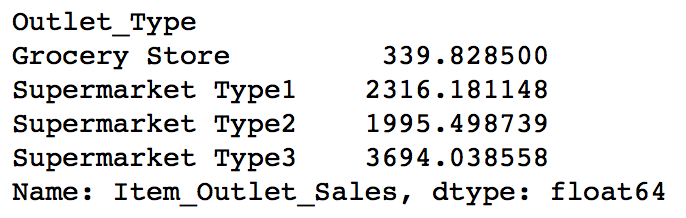 Outlet_Type
Grocery Store 339.828500
Supermarket Type1 2316.181148
Supermarket Type2 1995.498739
Supermarket Type3 3694.038558
Name: Item_Outlet_Sales, dtype: float64